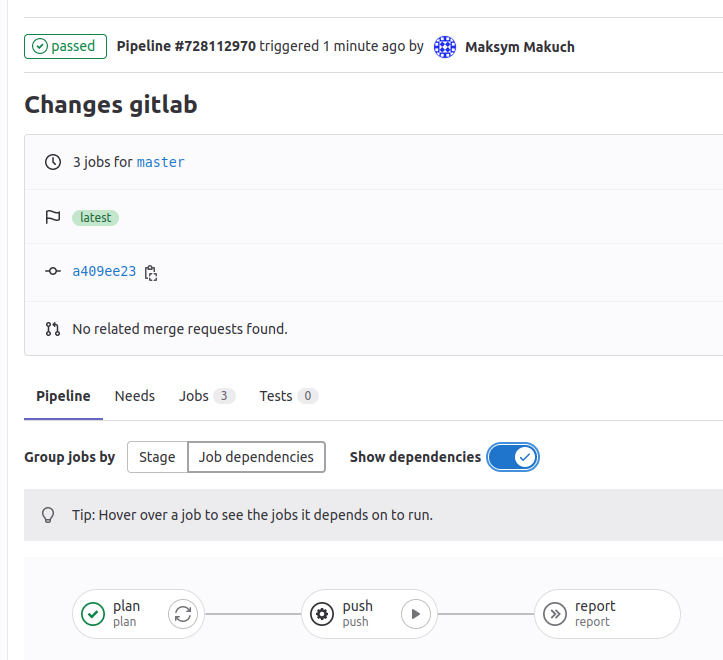 passed Pipeline #728112970 triggered 1 minute ago by Maksym Makuch
Changes gitlab
3 jobs for master
latest
a409ee23
No related merge requests found.
Pipeline Needs Jobs 3 Tests 0
Group jobs by Stage Job dependencies Show dependencies
Tip: Hover over a job to see the jobs it depends on to run.
plan push report
plan push report